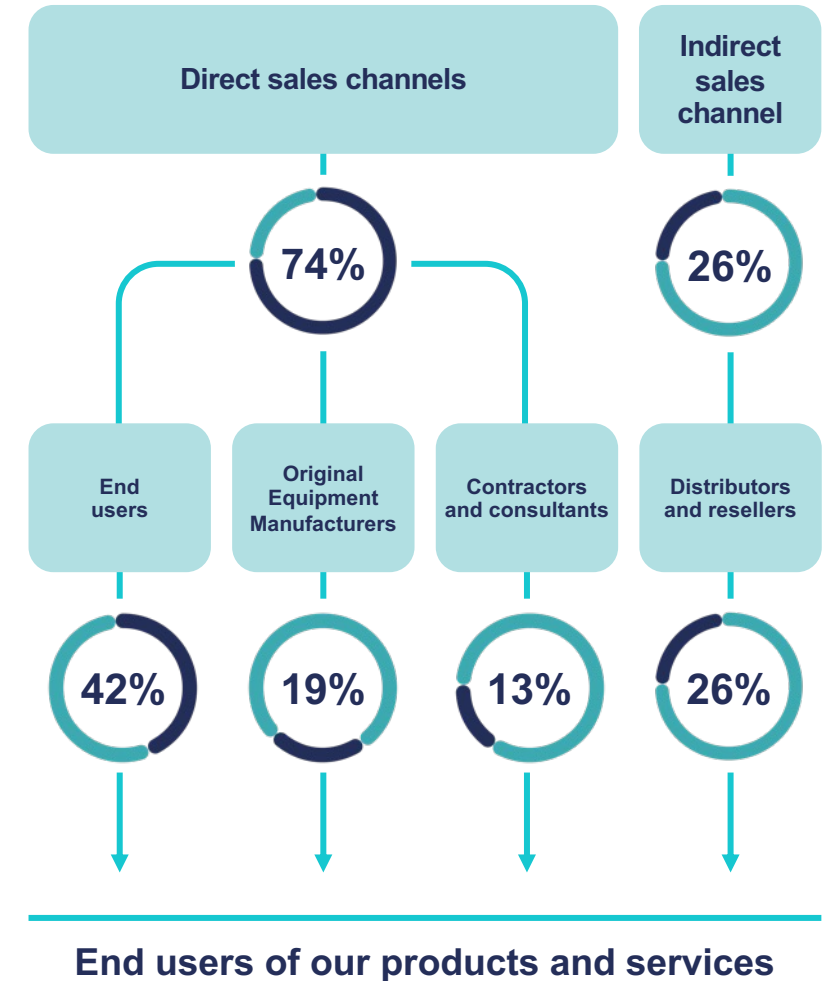 Direct sales channels
Indirect
sales
channel
74%
26%
End
users
Original
Equipment
Manufacturers
Contractors
and consultants
Distributors
and resellers
42%
19%
13%
26%
End users of our products and services